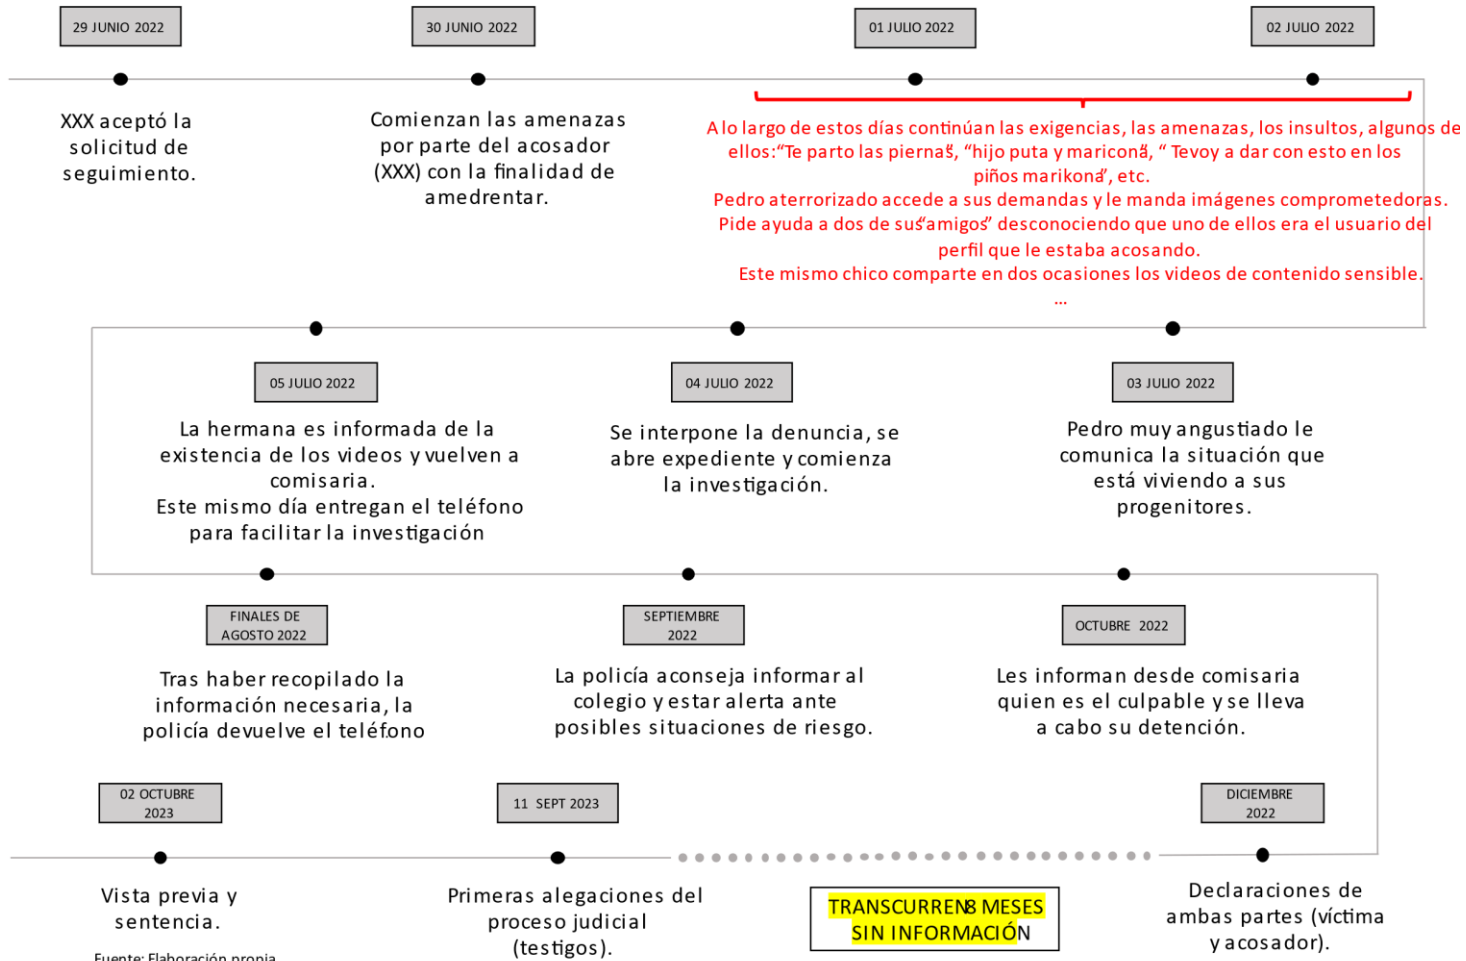 29 JUNIO 2022
XXX aceptó la
solicitud de
seguimiento.
30 JUNIO 2022
Comienzan las amenazas
por parte del acosador
(XXX) con la finalidad de
amedrentar.
01 JULIO 2022
02 JULIO 2022
A lo largo de estos días continúan las exigencias, las amenazas, los insultos, algunos de
ellos:“Te parto las piernas”, “hijo puta y maricona”, “ Tevoy a dar con esto en los
piños marikona”, etc.
Pedro aterrorizado accede a sus demandas y le manda imágenes comprometedoras.
Pide ayuda a dos de sus“amigos” desconociendo que uno de ellos era el usuario del
perfil que le estaba acosando.
Este mismo chico comparte en dos ocasiones los videos de contenido sensible.
...
03 JULIO 2022
Pedro muy angustiado le
comunica la situación que
está viviendo a sus
progenitores.
04 JULIO 2022
Se interpone la denuncia, se
abre expediente y comienza
la investigación.
05 JULIO 2022
La hermana es informada de la
existencia de los videos y vuelven a
comisaria.
Este mismo día entregan el teléfono
para facilitar la investigación
FINALES DE
AGOSTO 2022
Tras haber recopilado la
información necesaria, la
policía devuelve el teléfono
SEPTIEMBRE
2022
La policía aconseja informar al
colegio y estar alerta ante
posibles situaciones de riesgo.
OCTUBRE 2022
Les informan desde comisaria
quien es el culpable y se lleva
a cabo su detención.
DICIEMBRE
2022
Declaraciones de
ambas partes (víctima
y acosador).
TRANSCURREN 8 MESES
SIN INFORMACIÓN
11 SEPT 2023
Primeras alegaciones del
proceso judicial
(testigos).
02 OCTUBRE
2023
Vista previa y
sentencia.
Fuente: Elaboración propia